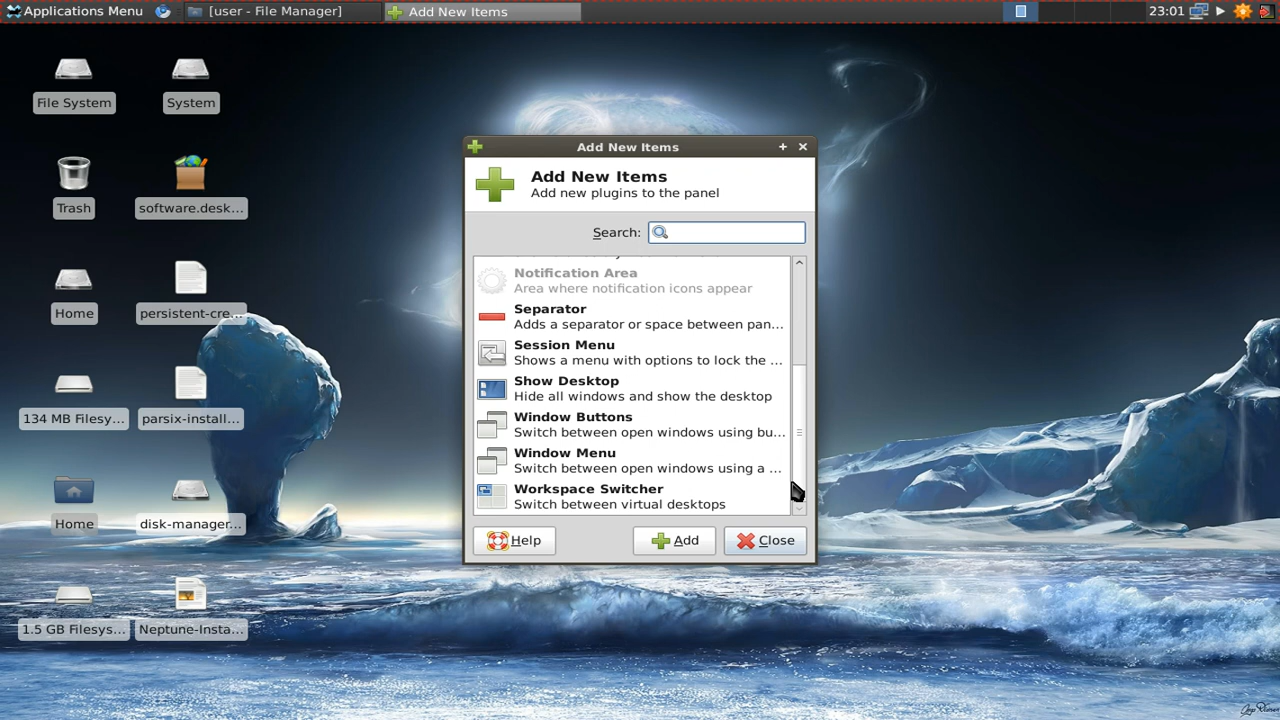 Applications Menu
[user - File Manager]
Add New Items
23:01
File System
System
Trash
software.desk...
Home
persistent-cre...
134 MB Filesy...
parsix-install...
Home
disk-manager...
1.5 GB Filesys...
Neptune-Insta...
Add New Items
Add New Items
Add new plugins to the panel
Search:
Notification Area
Area where notification icons appear
Separator
Adds a separator or space between pan...
Session Menu
Shows a menu with options to lock the ...
Show Desktop
Hide all windows and show the desktop
Window Buttons
Switch between open windows using bu...
Window Menu
Switch between open windows using a ...
Workspace Switcher
Switch between virtual desktops
Help
Add
Close